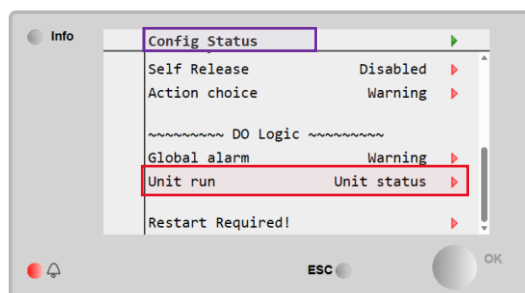 Info
Config Status
Self Release Disabled
Action choice Warning
~~~~~~~~~ DO Logic ~~~~~~~~~
Global alarm Warning
Unit run Unit status
Restart Required!
ESC
OK